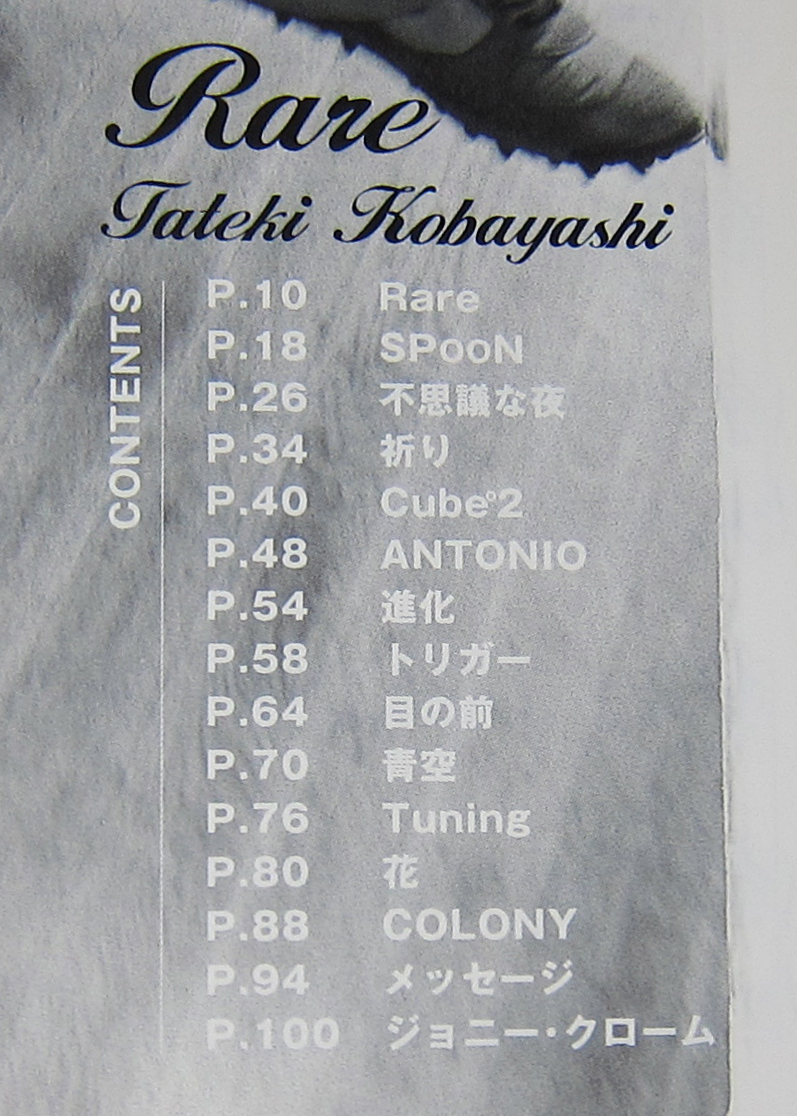 Rare
Tateki Kobayashi
CONTENTS
P.10 Rare
P.18 SPooN
P.26 不思議な夜
P.34 祈り
P.40 Cube°2
P.48 ANTONIO
P.54 進化
P.58 トリガー
P.64 目の前
P.70 青空
P.76 Tuning
P.80 花
P.88 COLONY
P.94 メッセージ
P.100 ジョニー・クローム